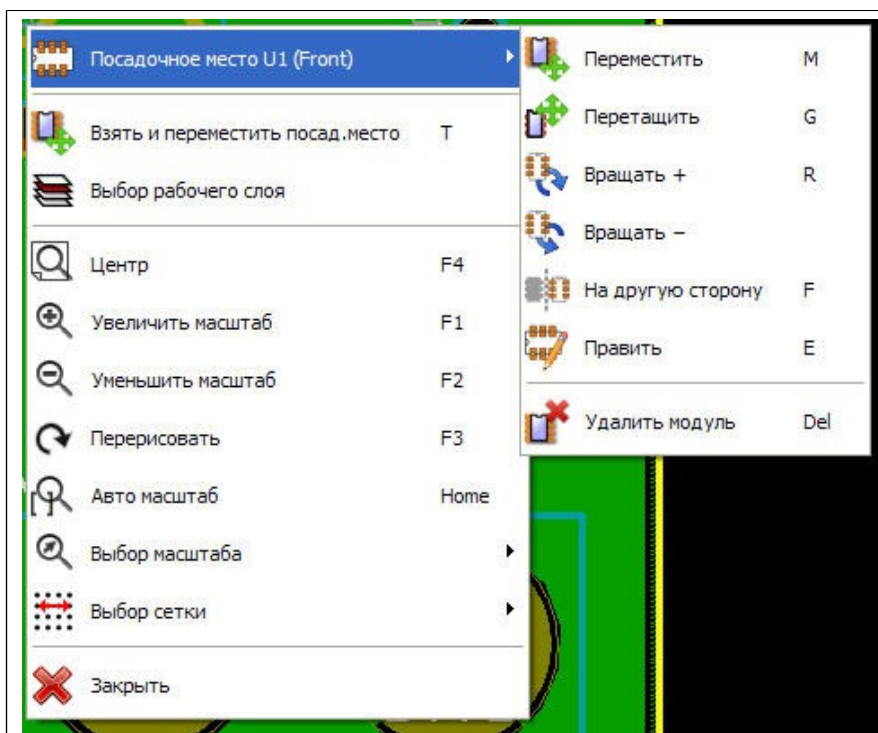 Посадочное место U1 (Front)
Взять и переместить посад.место T
Выбор рабочего слоя
Центр F4
Увеличить масштаб F1
Уменьшить масштаб F2
Перерисовать F3
Авто масштаб Home
Выбор масштаба
Выбор сетки
Закрыть
Переместить M
Перетащить G
Вращать + R
Вращать −
На другую сторону F
Править E
Удалить модуль Del